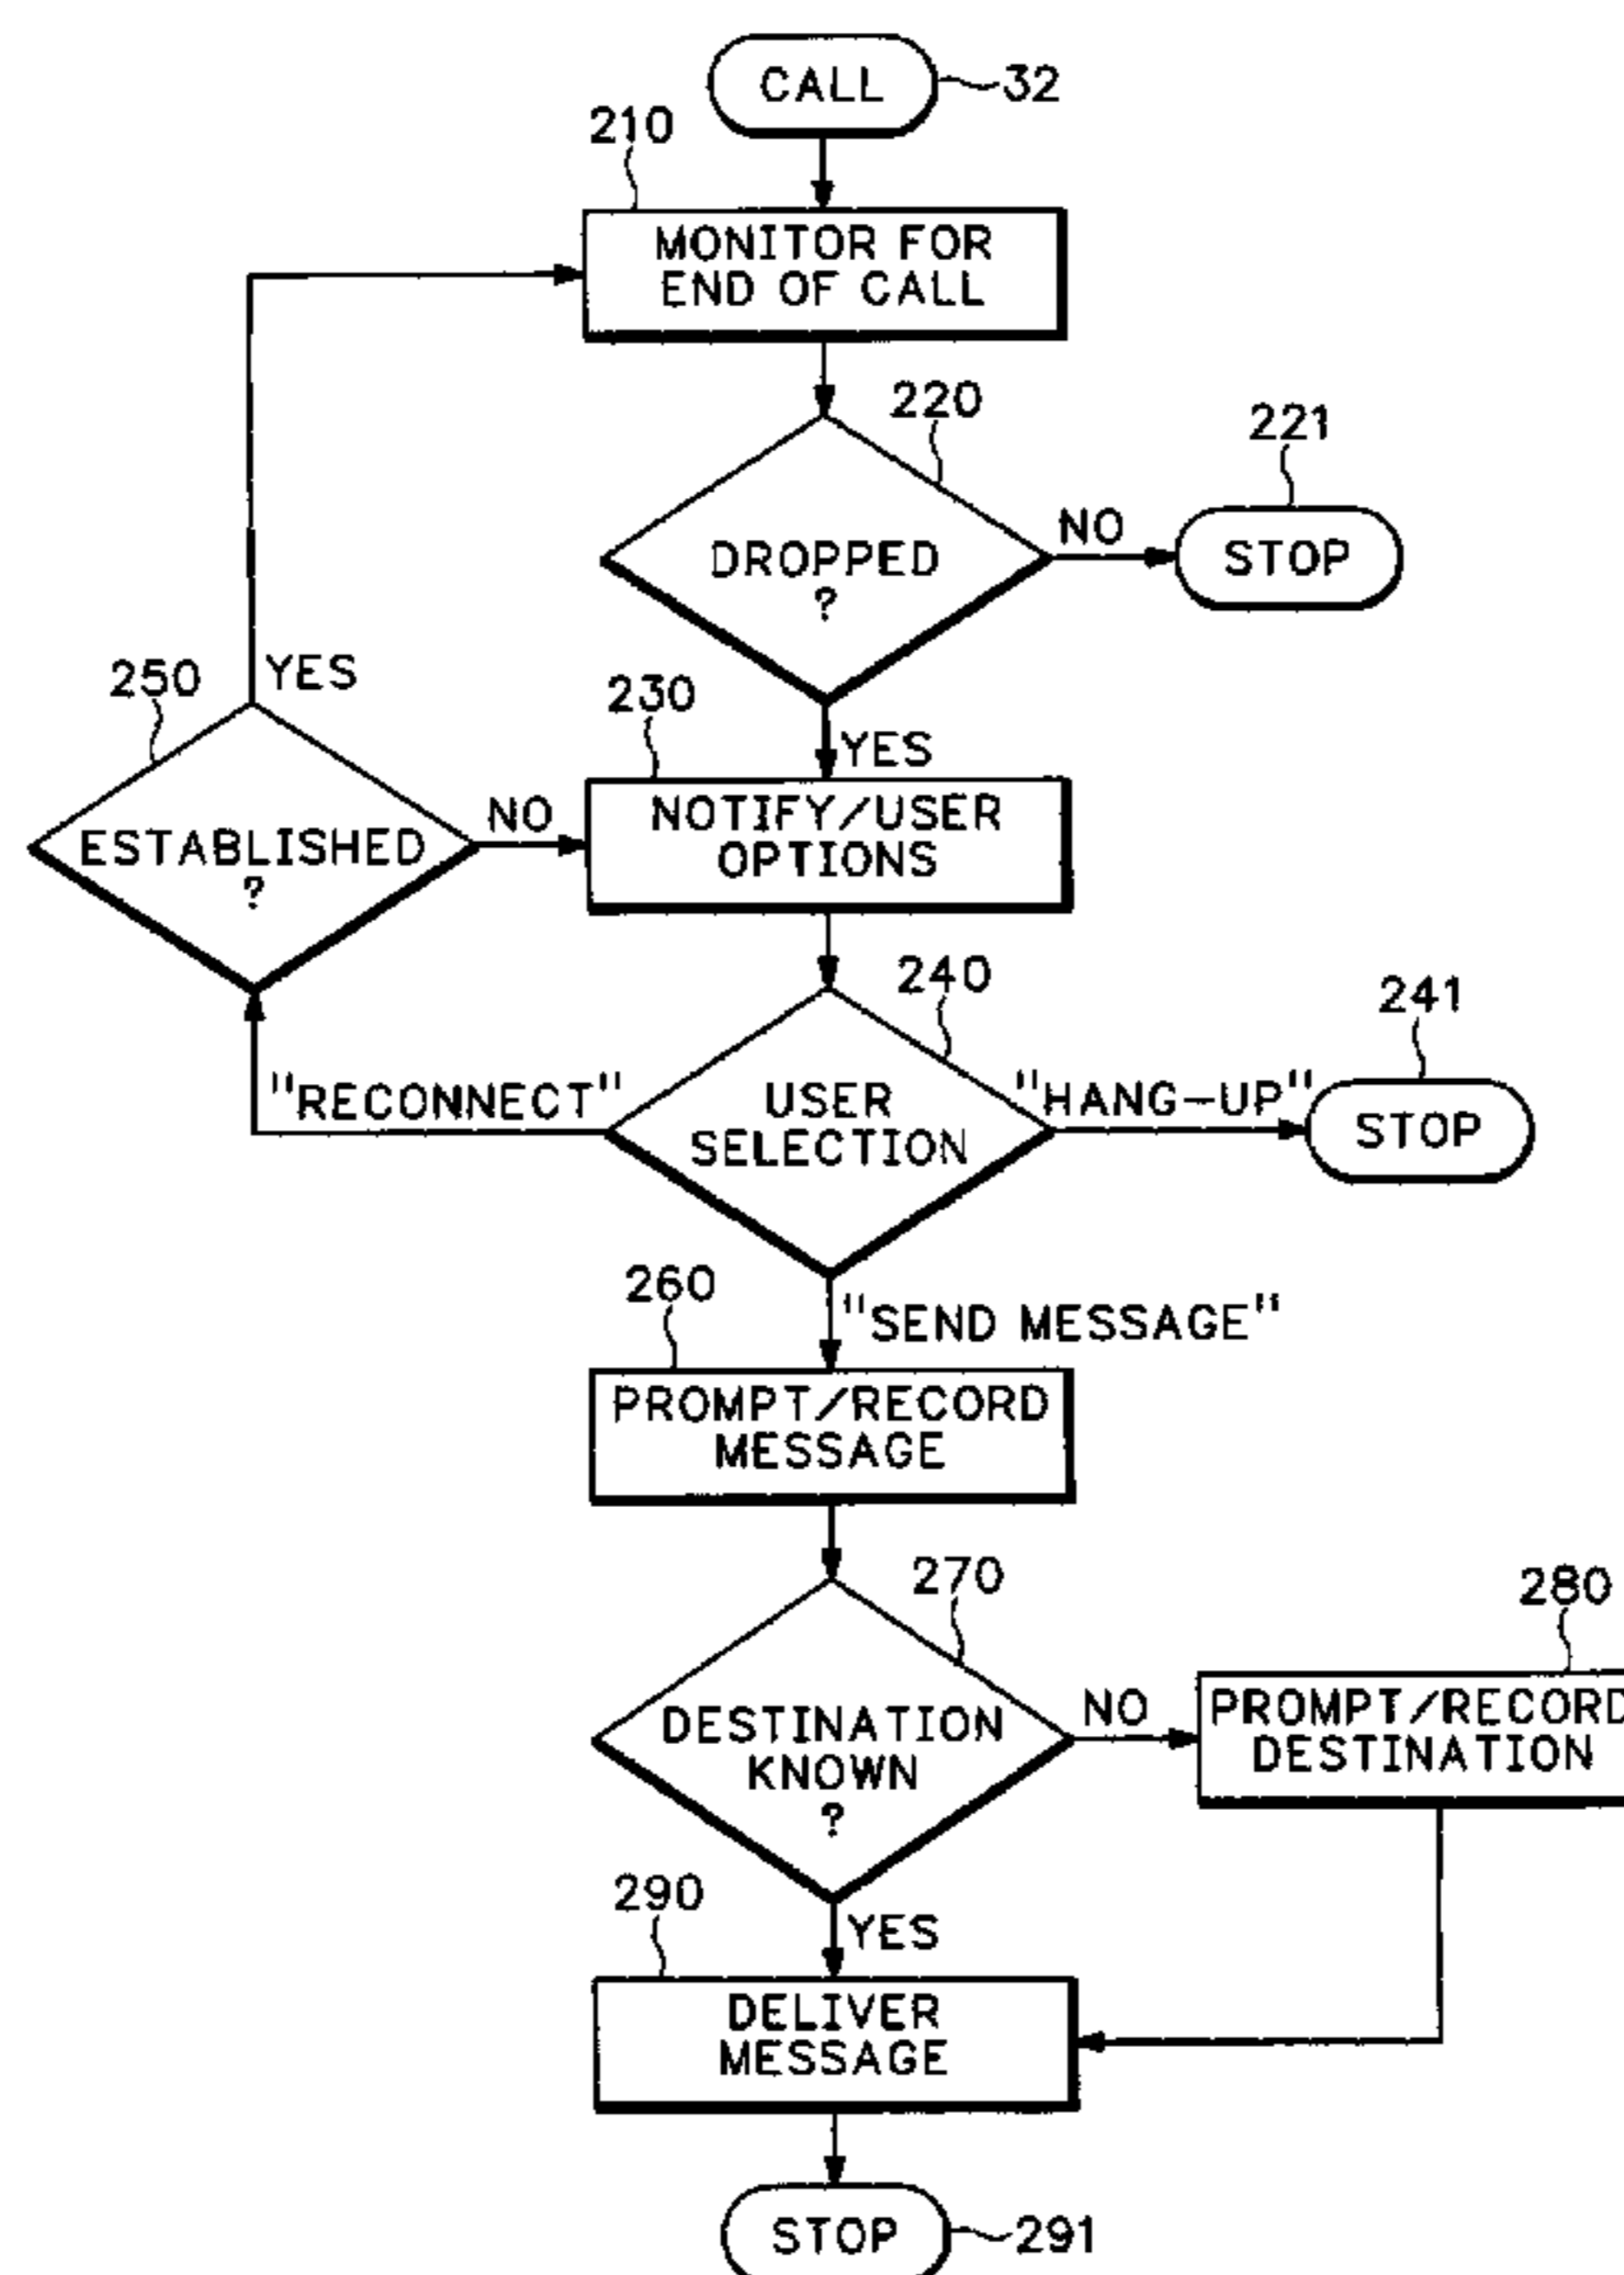 CALL
32
210
MONITOR FOR
END OF CALL
220
221
DROPPED
?
NO
STOP
250
YES
230
YES
NOTIFY/USER
OPTIONS
ESTABLISHED
?
NO
240
241
"RECONNECT"
USER
SELECTION
"HANG-UP"
STOP
260
"SEND MESSAGE"
PROMPT/RECORD
MESSAGE
270
280
DESTINATION
KNOWN
?
NO
PROMPT/RECORD
DESTINATION
290
YES
DELIVER
MESSAGE
STOP
291